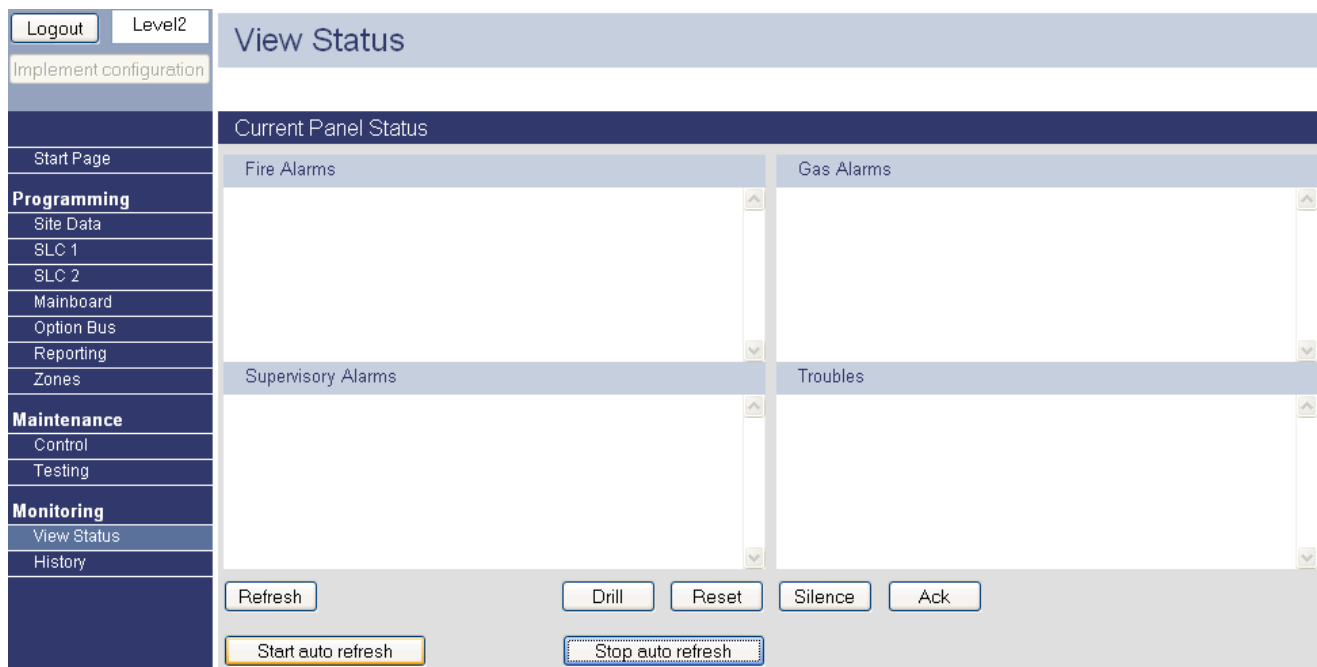 Logout
Level2
Implement configuration
View Status
Start Page
Programming
Site Data
SLC 1
SLC 2
Mainboard
Option Bus
Reporting
Zones
Maintenance
Control
Testing
Monitoring
View Status
History
Current Panel Status
Fire Alarms
Gas Alarms
Supervisory Alarms
Troubles
Refresh
Drill
Reset
Silence
Ack
Start auto refresh
Stop auto refresh